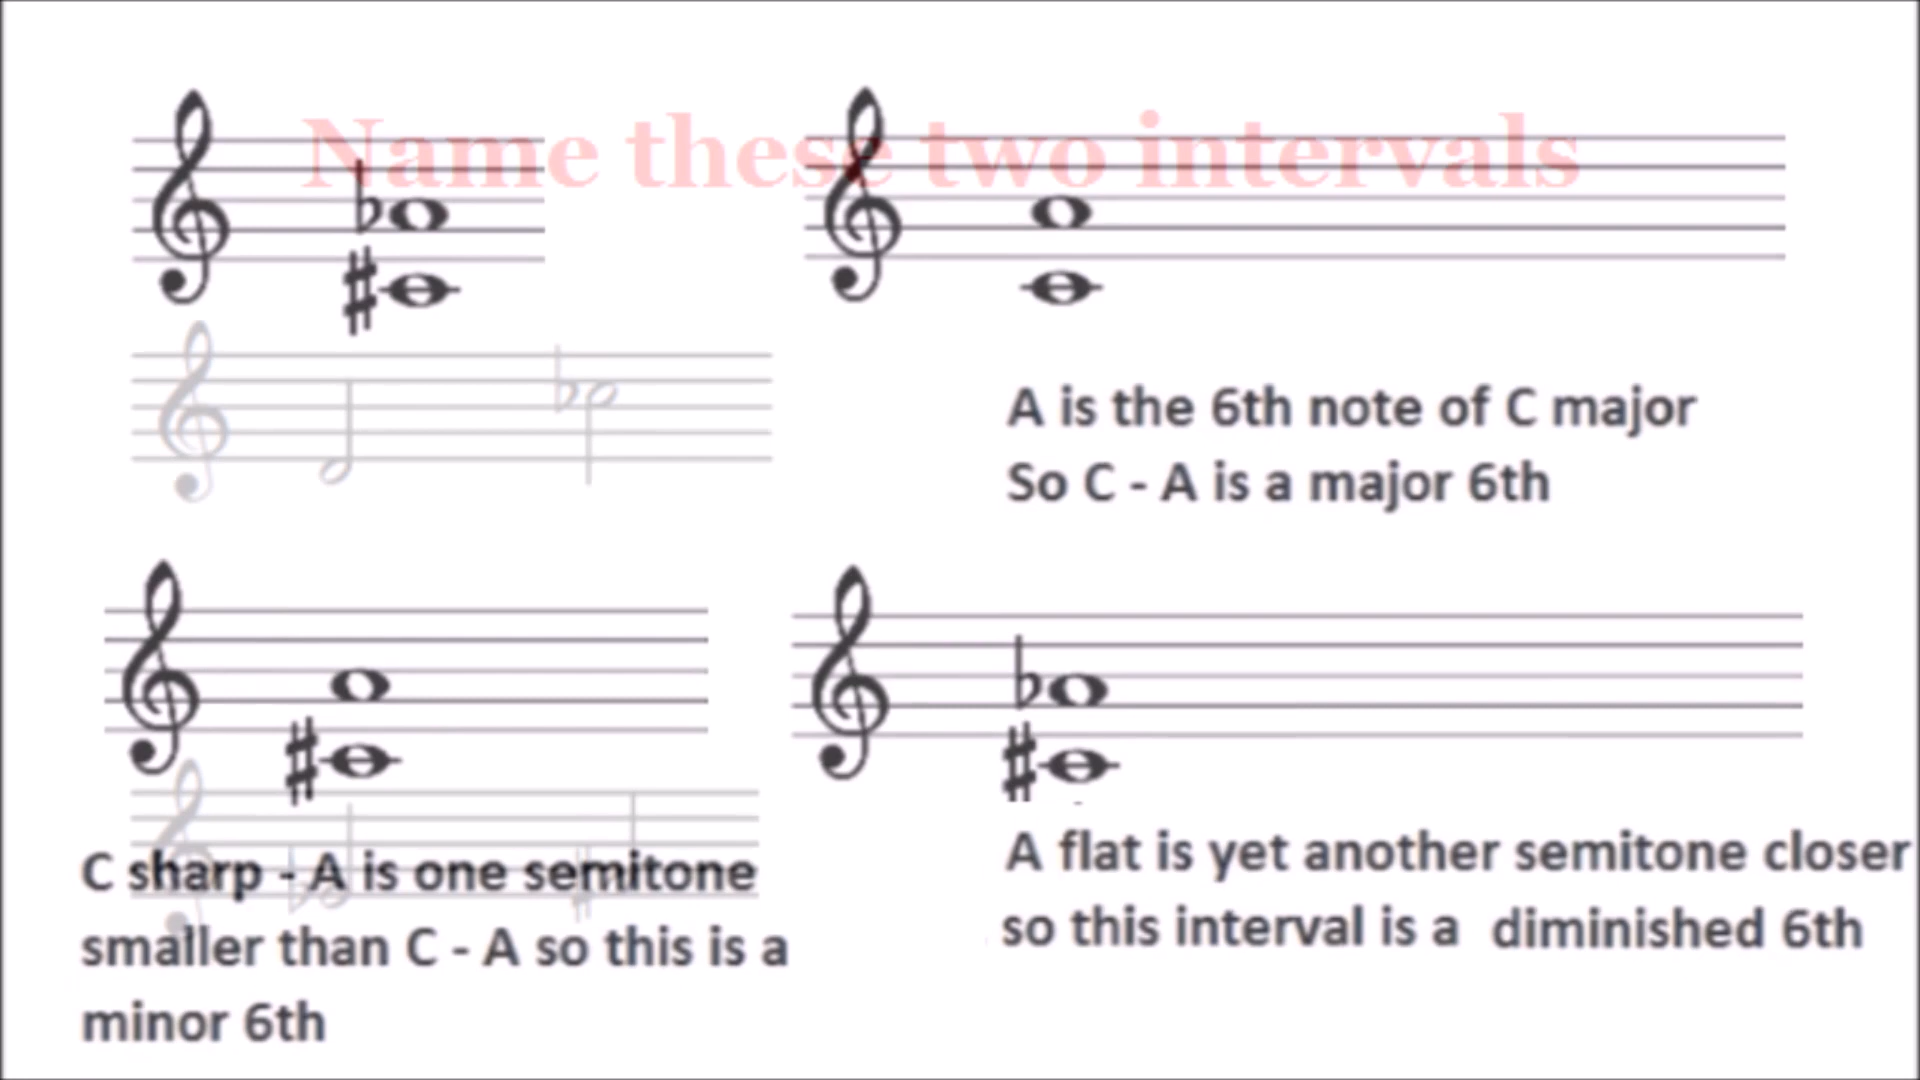 Name these two intervals
A is the 6th note of C major
So C - A is a major 6th
C sharp - A is one semitone
smaller than C - A so this is a
minor 6th
A flat is yet another semitone closer
so this interval is a diminished 6th